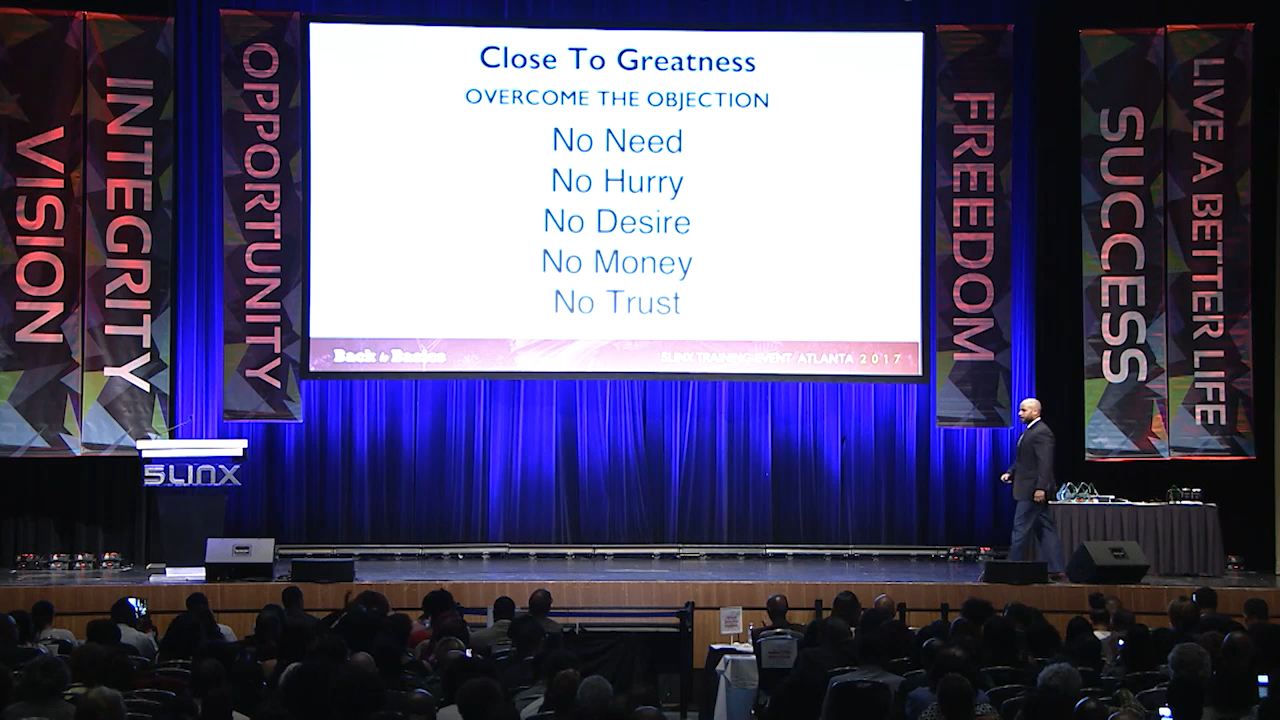 VISION
INTEGRITY
OPPORTUNITY
Close To Greatness
OVERCOME THE OBJECTION
No Need
No Hurry
No Desire
No Money
No Trust
Back to Basics
5LINX TRAINING EVENT ATLANTA 2017
FREEDOM
SUCCESS
LIVE A BETTER LIFE
5LINX